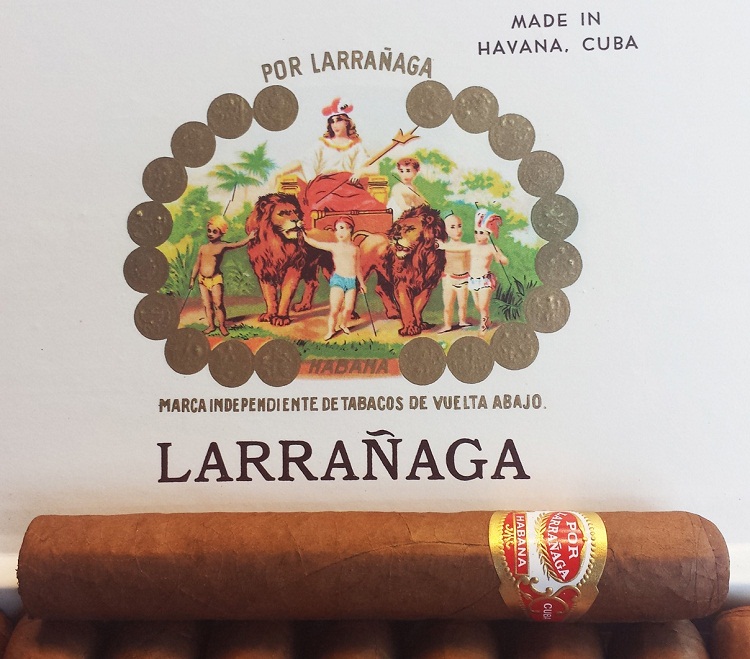 MADE IN
HAVANA, CUBA
POR LARRAÑAGA
HABANA
MARCA INDEPENDIENTE DE TABACOS DE VUELTA ABAJO.
LARRAÑAGA
POR
LARRAÑAGA
HABANA
CUBA